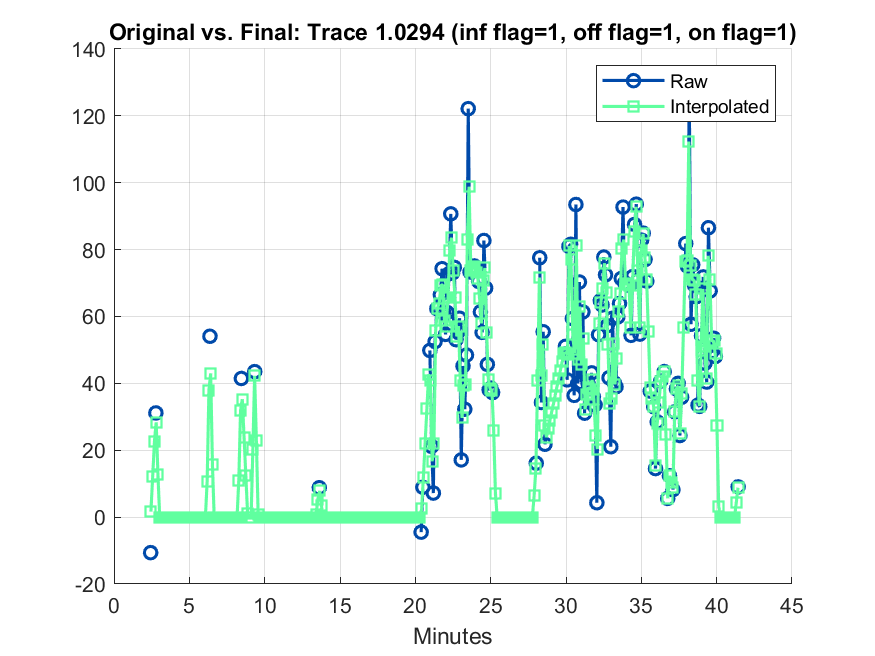 Original vs. Final: Trace 1.0294 (inf flag=1, off flag=1, on flag=1)
140
120
100
80
60
40
20
0
-20
Raw
Interpolated
0 5 10 15 20 25 30 35 40 45
Minutes